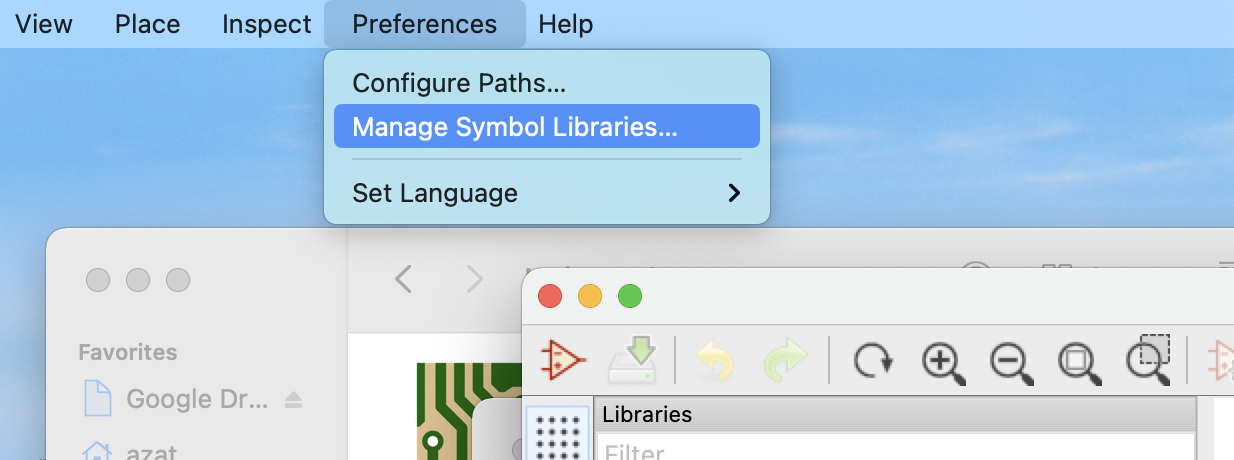 View Place Inspect Preferences Help
Configure Paths...
Manage Symbol Libraries...
Set Language
Favorites
Google Dr...
azat
Libraries
Filter